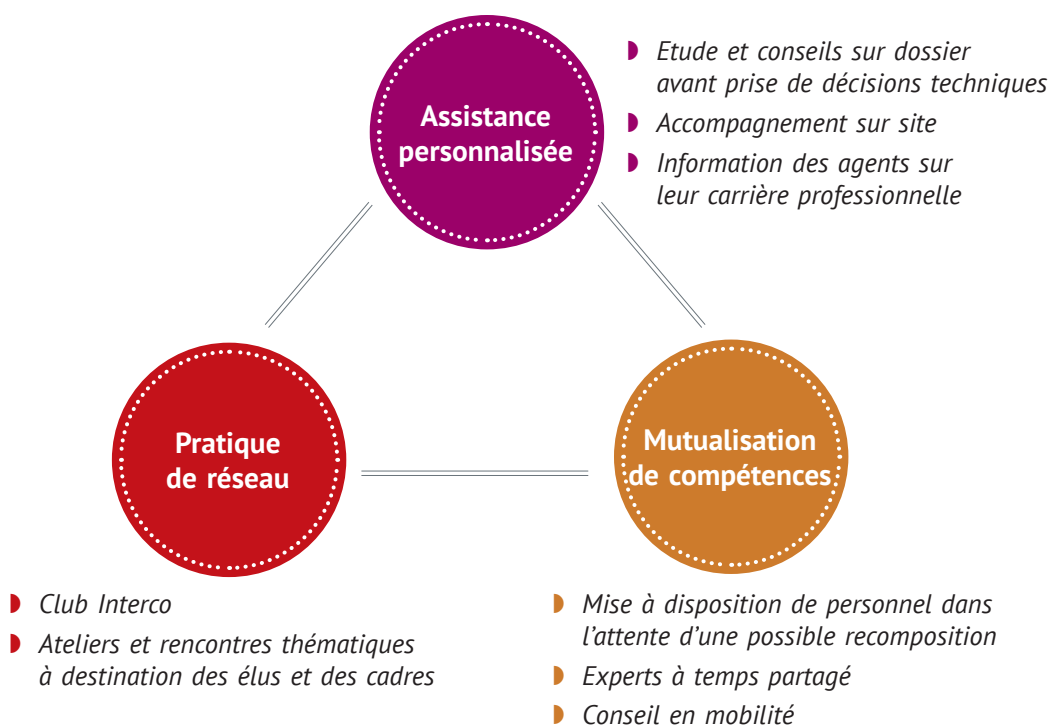 Assistance
personnalisée
Etude et conseils sur dossier
avant prise de décisions techniques
Accompagnement sur site
Information des agents sur
leur carrière professionnelle
Pratique
de réseau
Club Interco
Ateliers et rencontres thématiques
à destination des élus et des cadres
Mutualisation
de compétences
Mise à disposition de personnel dans
l'attente d'une possible recomposition
Experts à temps partagé
Conseil en mobilité